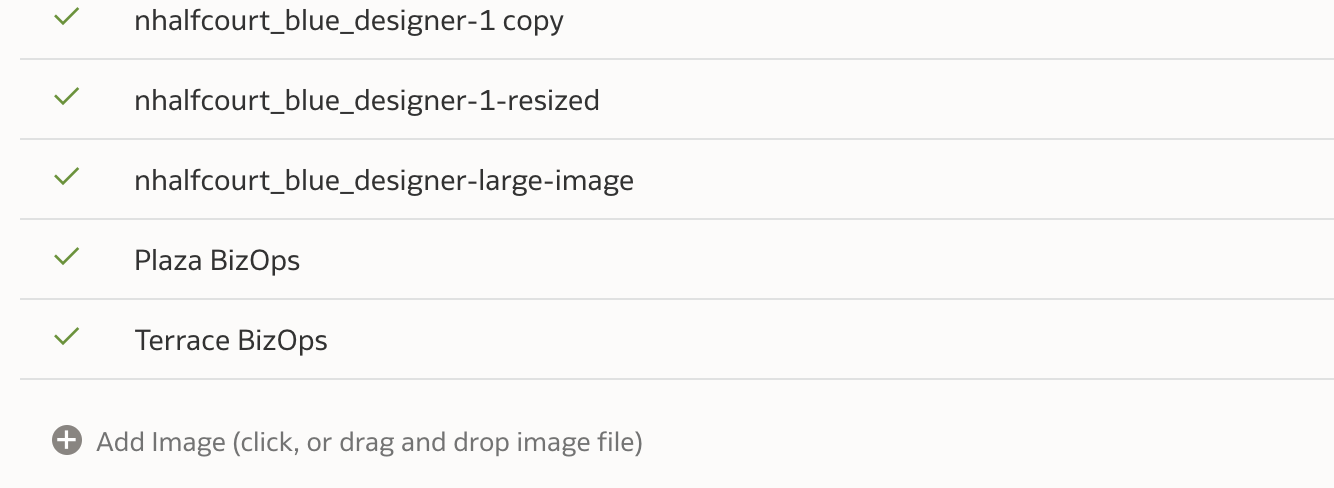 nhalfcourt_blue_designer-1 copy
nhalfcourt_blue_designer-1-resized
nhalfcourt_blue_designer-large-image
Plaza BizOps
Terrace BizOps
Add Image (click, or drag and drop image file)